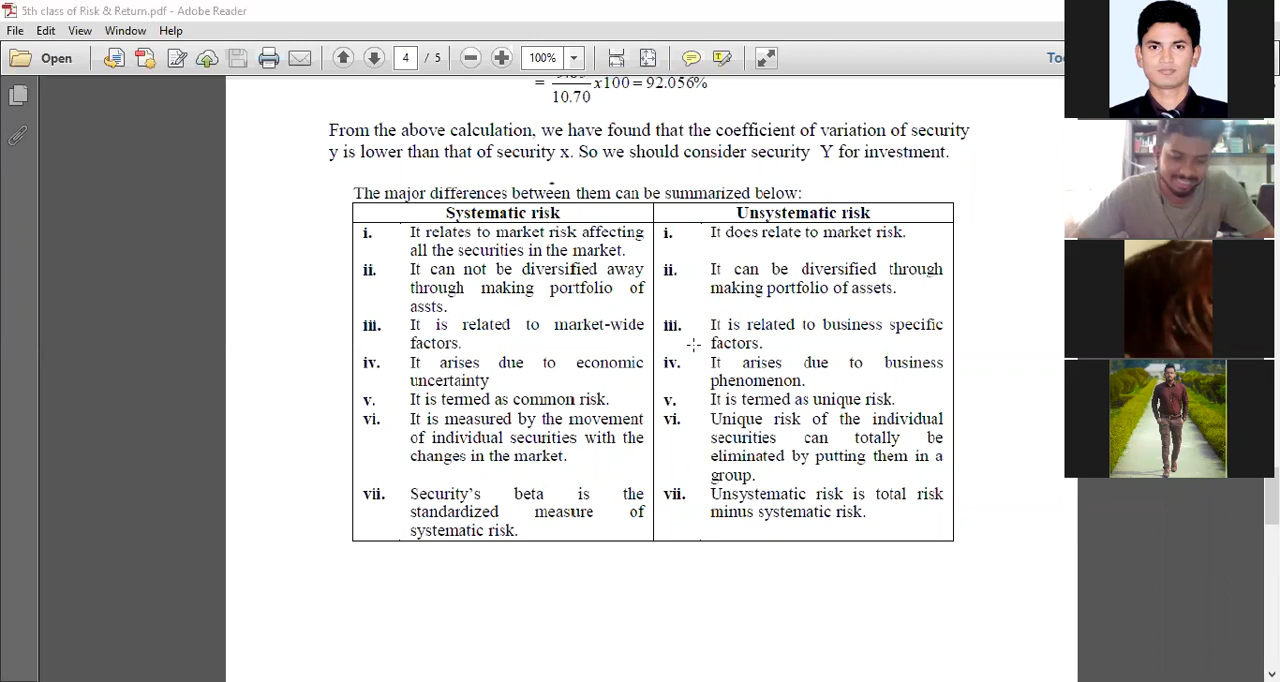 5th class of Risk & Return.pdf - Adobe Reader
File Edit View Window Help
Open 4 / 5 100%
= x100 = 92.056%
10.70
From the above calculation, we have found that the coefficient of variation of security
y is lower than that of security x. So we should consider security Y for investment.
The major differences between them can be summarized below:
Systematic risk Unsystematic risk
i. It relates to market risk affecting
all the securities in the market.
ii. It can not be diversified away
through making portfolio of
assts.
iii. It is related to market-wide
factors.
iv. It arises due to economic
uncertainty
v. It is termed as common risk.
vi. It is measured by the movement
of individual securities with the
changes in the market.
vii. Security's beta is the
standardized measure of
systematic risk.
i. It does relate to market risk.
ii. It can be diversified through
making portfolio of assets.
iii. It is related to business specific
factors.
iv. It arises due to business
phenomenon.
v. It is termed as unique risk.
vi. Unique risk of the individual
securities can totally be
eliminated by putting them in a
group.
vii. Unsystematic risk is total risk
minus systematic risk.